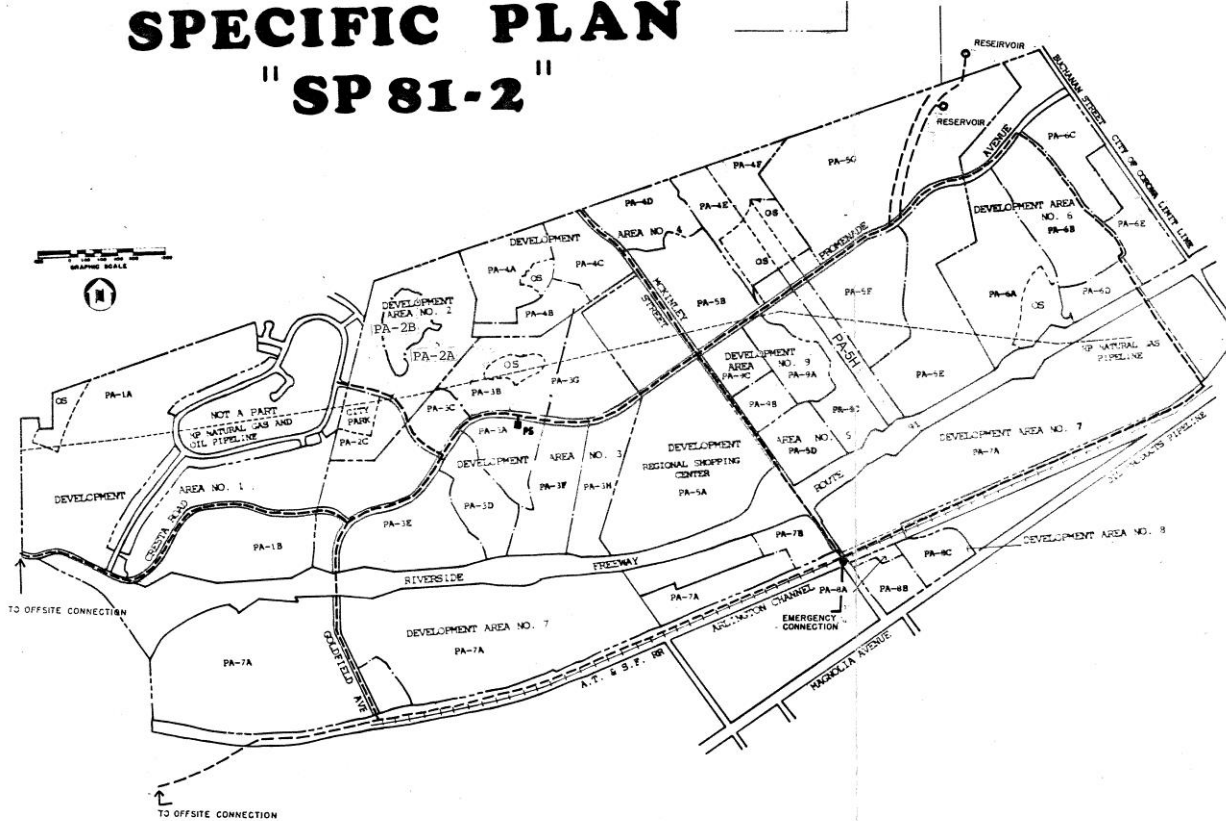 SPECIFIC PLAN
"SP 81-2"
RESEIRVOIR
RESEIRVOIR
BUCHANAN STREET
CITY OF CORONA LIMIT LINE
AVENUE
PROMENADE
PA-6C
DEVELOPMENT AREA
NO. 6
PA-6B
PA-6E
PA-6A
OS
PA-6D
PA-5G
PA-4F
PA-4E
PA-4D
AREA NO. 4
OS
OS
DEVELOPMENT
PA-4A
PA-4C
OS
PA-4B
MCKINLEY
STREET
PA-5B
PA-5F
PA-5H
PA-5E
NATURAL GAS
PIPELINE
GRAPHIC SCALE
N
DEVELOPMENT
AREA NO. 2
PA-2B
PA-2A
OS
PA-3G
PA-3B
PA-3C
PA-3A
PS
DEVELOPMENT AREA NO. 3
PA-3F
PA-3H
PA-3D
PA-3E
DEVELOPMENT
AREA NO. 9
PA-9C
PA-9A
PA-9B
AREA NO. 5
PA-5D
DEVELOPMENT
REGIONAL SHOPPING
CENTER
PA-5A
OS
PA-1A
NOT A PART
NATURAL GAS AND
OIL PIPELINE
CITY
PARK
PA-2C
DEVELOPMENT
AREA NO. 1
CRESTA ROAD
PA-1B
ROUTE
91
DEVELOPMENT AREA NO. 7
PA-7A
PRODUCTS PIPELINE
DEVELOPMENT AREA NO. 8
PA-8C
PA-8B
PA-8A
EMERGENCY
CONNECTION
PA-7B
PA-7A
RIVERSIDE
FREEWAY
ARLINGTON CHANNEL
A.T. & S.F. RR
MAGNOLIA AVENUE
TO OFFSITE CONNECTION
DEVELOPMENT AREA NO. 7
PA-7A
PA-7A
GOLDFIELD AVE
TO OFFSITE CONNECTION